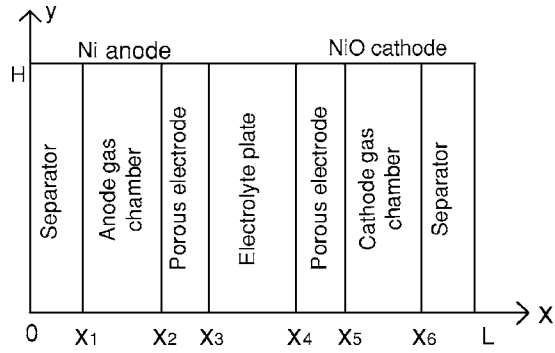 y
Ni anode
NiO cathode
H
Separator
Anode gas
chamber
Porous electrode
Electrolyte plate
Porous electrode
Cathode gas
chamber
Separator
0
X1
X2
X3
X4
X5
X6
L
X